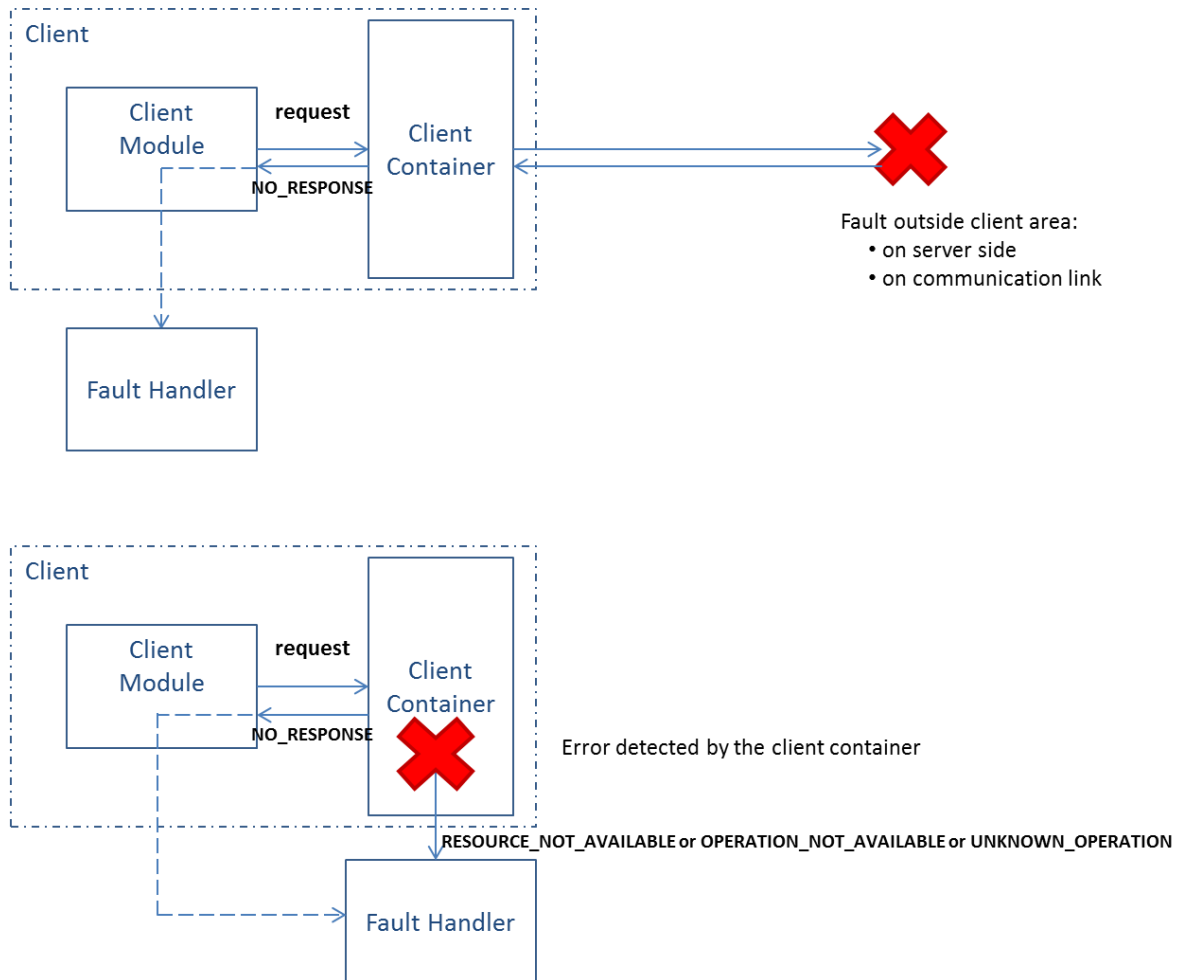 Client
Client
Module
request
Client
Container
NO_RESPONSE
Fault outside client area:
• on server side
• on communication link
Fault Handler
Client
Client
Module
request
Client
Container
NO_RESPONSE
Error detected by the client container
RESOURCE_NOT_AVAILABLE or OPERATION_NOT_AVAILABLE or UNKNOWN_OPERATION
Fault Handler